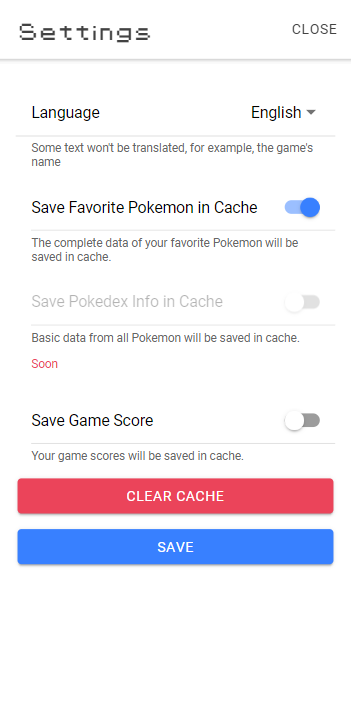 Settings
CLOSE
Language
English
Some text won't be translated, for example, the game's
name
Save Favorite Pokemon in Cache
The complete data of your favorite Pokemon will be
saved in cache.
Save Pokedex Info in Cache
Basic data from all Pokemon will be saved in cache.
Soon
Save Game Score
Your game scores will be saved in cache.
CLEAR CACHE
SAVE